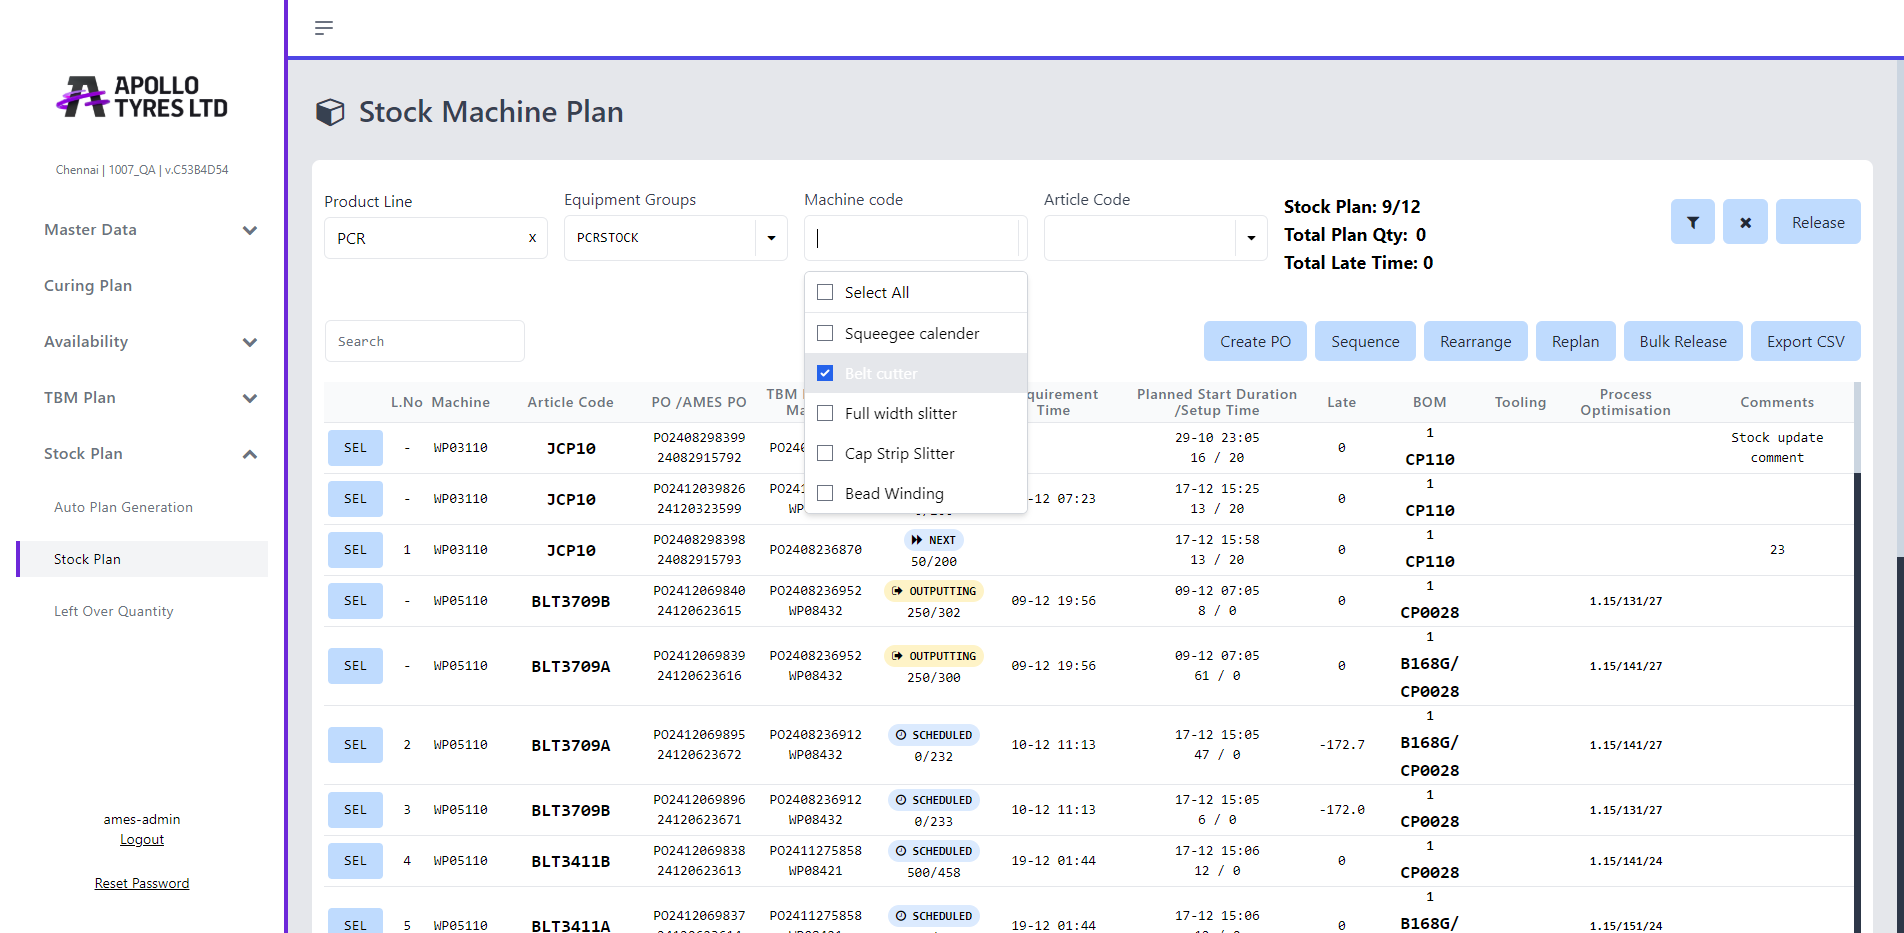 APOLLO
TYRES LTD
Chennai | 1007_QA | v.C53B4D54
Master Data
Curing Plan
Availability
TBM Plan
Stock Plan
Auto Plan Generation
Stock Plan
Left Over Quantity
ames-admin
Logout
Reset Password
Stock Machine Plan
Product Line
PCR x
Equipment Groups
PCRSTOCK
Machine code
Article Code
Stock Plan: 9/12
Total Plan Qty: 0
Total Late Time: 0
Release
Select All
Squeegee calender
Belt cutter
Full width slitter
Cap Strip Slitter
Bead Winding
Search
Create PO Sequence Rearrange Replan Bulk Release Export CSV
L.No Machine Article Code PO /AMES PO TBM Time Planned Start Duration /Setup Time Late BOM Tooling Process Optimisation Comments
SEL - WP03110 JCP10 PO2408298399 24082915792 29-10 23:05 16 / 20 0 1 CP110 Stock update comment
SEL - WP03110 JCP10 PO2412039826 24120323599 -12 07:23 17-12 15:25 13 / 20 0 1 CP110
SEL 1 WP03110 JCP10 PO2408298398 24082915793 PO2408236870 NEXT 50/200 17-12 15:58 13 / 20 0 1 CP110 23
SEL - WP05110 BLT3709B PO2412069840 24120623615 PO2408236952 WP08432 OUTPUTTING 250/302 09-12 19:56 09-12 07:05 8 / 0 0 1 CP0028 1.15/131/27
SEL - WP05110 BLT3709A PO2412069839 24120623616 PO2408236952 WP08432 OUTPUTTING 250/300 09-12 19:56 09-12 07:05 61 / 0 0 1 B168G/ CP0028 1.15/141/27
SEL 2 WP05110 BLT3709A PO2412069895 24120623672 PO2408236912 WP08432 SCHEDULED 0/232 10-12 11:13 17-12 15:05 47 / 0 -172.7 1 B168G/ CP0028 1.15/141/27
SEL 3 WP05110 BLT3709B PO2412069896 24120623671 PO2408236912 WP08432 SCHEDULED 0/233 10-12 11:13 17-12 15:05 6 / 0 -172.0 1 CP0028 1.15/131/27
SEL 4 WP05110 BLT3411B PO2412069838 24120623613 PO2411275858 WP08421 SCHEDULED 500/458 19-12 01:44 17-12 15:06 12 / 0 0 1 CP0028 1.15/141/24
SEL 5 WP05110 BLT3411A PO2412069837 PO2411275858 SCHEDULED 19-12 01:44 17-12 15:06 0 1 B168G/ 1.15/151/24